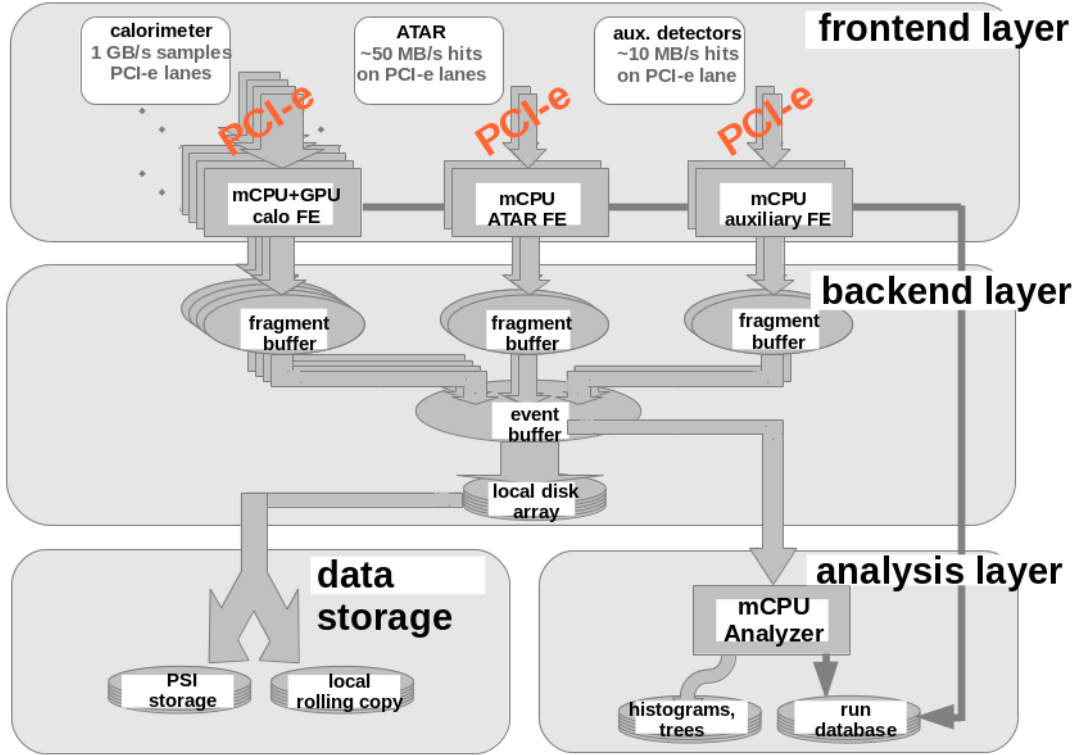 frontend layer
calorimeter
1 GB/s samples
PCI-e lanes
ATAR
~50 MB/s hits
on PCI-e lanes
aux. detectors
~10 MB/s hits
on PCI-e lane
PCI-e
PCI-e
PCI-e
mCPU+GPU
calo FE
mCPU
ATAR FE
mCPU
auxiliary FE
backend layer
fragment
buffer
fragment
buffer
fragment
buffer
event
buffer
local disk
array
data
storage
analysis layer
mCPU
Analyzer
PSI
storage
local
rolling copy
histograms,
trees
run
database